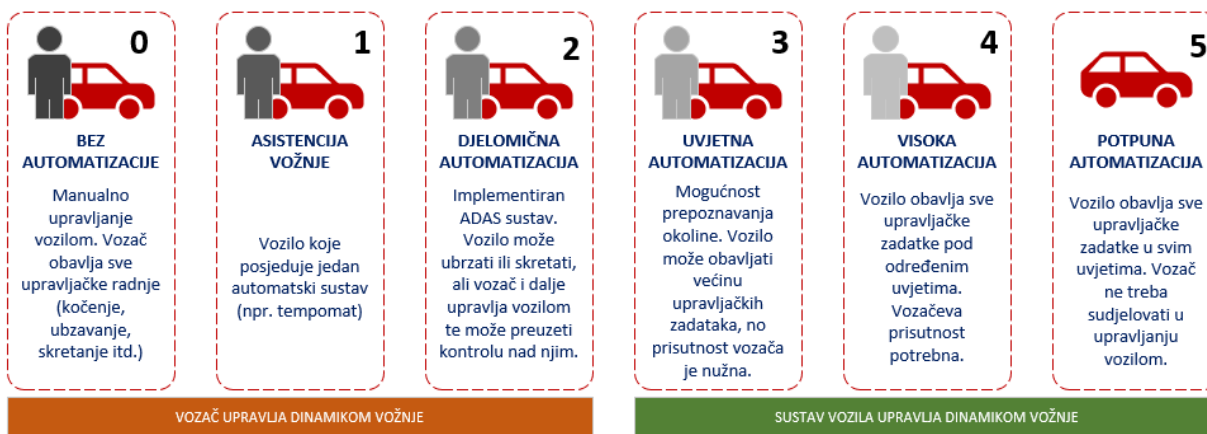 0
BEZ
AUTOMATIZACIJE
Manualno
upravljanje
vozilom. Vozač
obavlja sve
upravljačke radnje
(kočenje,
ubzavanje,
skretanje itd.)
1
ASISTENCIJA
VOŽNJE
Vozilo koje
posjeduje jedan
automatski sustav
(npr. tempomat)
2
DJELOMIČNA
AUTOMATIZACIJA
Implementiran
ADAS sustav.
Vozilo može
ubrzati ili skretati,
ali vozač i dalje
upravlja vozilom
te može preuzeti
kontrolu nad njim.
3
UVJETNA
AUTOMATIZACIJA
Mogućnost
prepoznavanja
okoline. Vozilo
može obavljati
većinu
upravljačkih
zadataka, no
prisutnost vozača
je nužna.
4
VISOKA
AUTOMATIZACIJA
Vozilo obavlja sve
upravljačke
zadatke pod
određenim
uvjetima.
Vozačeva
prisutnost
potrebna.
5
POTPUNA
AJTOMATIZACIJA
Vozilo obavlja sve
upravljačke
zadatke u svim
uvjetima. Vozač
ne treba
sudjelovati u
upravljanju
vozilom.
VOZAČ UPRAVLJA DINAMIKOM VOŽNJE
SUSTAV VOZILA UPRAVLJA DINAMIKOM VOŽNJE